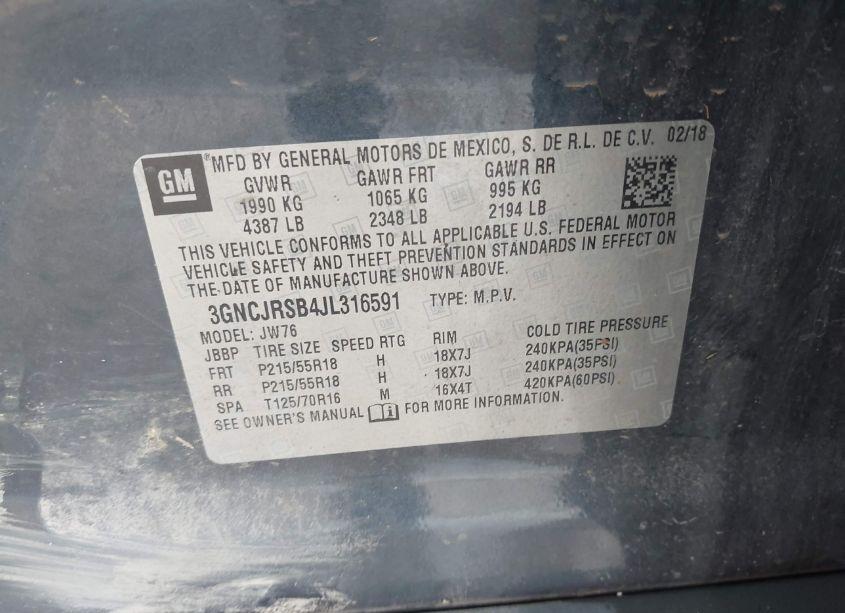 GM
®MFD BY GENERAL MOTORS DE MEXICO, S. DE R.L. DE C.V. 02/18
GVWR GAWR FRT GAWR RR
1990 KG 1065 KG 995 KG
4387 LB 2348 LB 2194 LB
THIS VEHICLE CONFORMS TO ALL APPLICABLE U.S. FEDERAL MOTOR
VEHICLE SAFETY AND THEFT PREVENTION STANDARDS IN EFFECT ON
THE DATE OF MANUFACTURE SHOWN ABOVE.
3GNCJRSB4JL316591 TYPE: M.P.V.
MODEL: JW76
JBBP TIRE SIZE SPEED RTG RIM COLD TIRE PRESSURE
FRT P215/55R18 H 18X7J 240KPA(35PSI)
RR P215/55R18 H 18X7J 240KPA(35PSI)
SPA T125/70R16 M 16X4T 420KPA(60PSI)
SEE OWNER'S MANUAL FOR MORE INFORMATION.